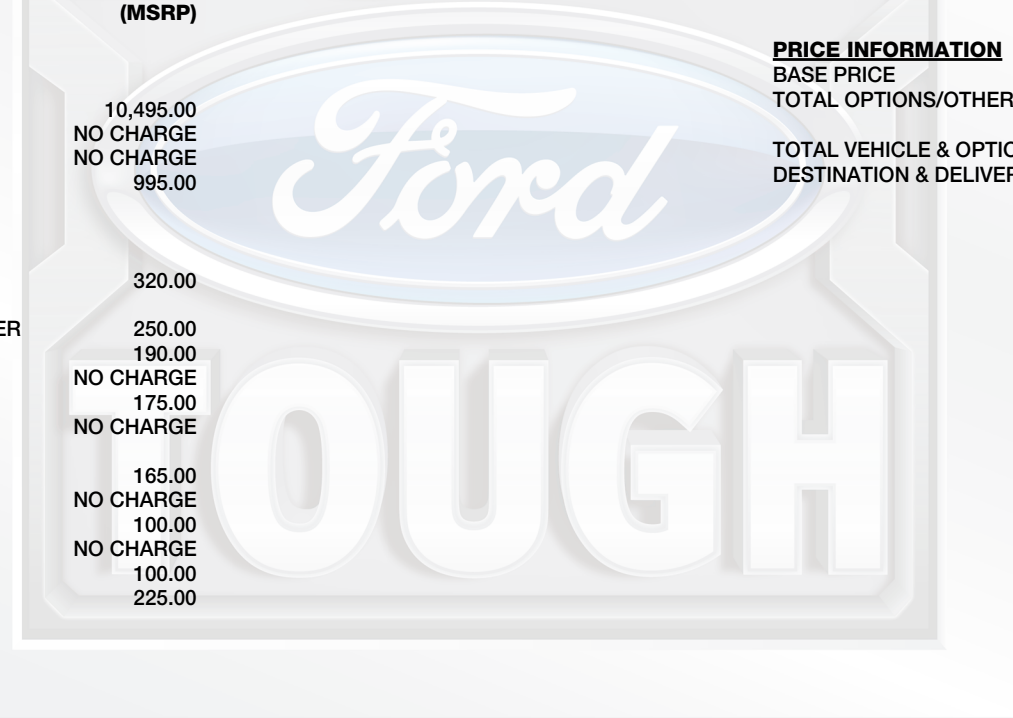 (MSRP)
10,495.00
NO CHARGE
NO CHARGE
995.00
320.00
ER 250.00
190.00
NO CHARGE
175.00
NO CHARGE
165.00
NO CHARGE
100.00
NO CHARGE
100.00
225.00
PRICE INFORMATION
BASE PRICE
TOTAL OPTIONS/OTHER
TOTAL VEHICLE & OPTIO
DESTINATION & DELIVER
Ford
TOUGH